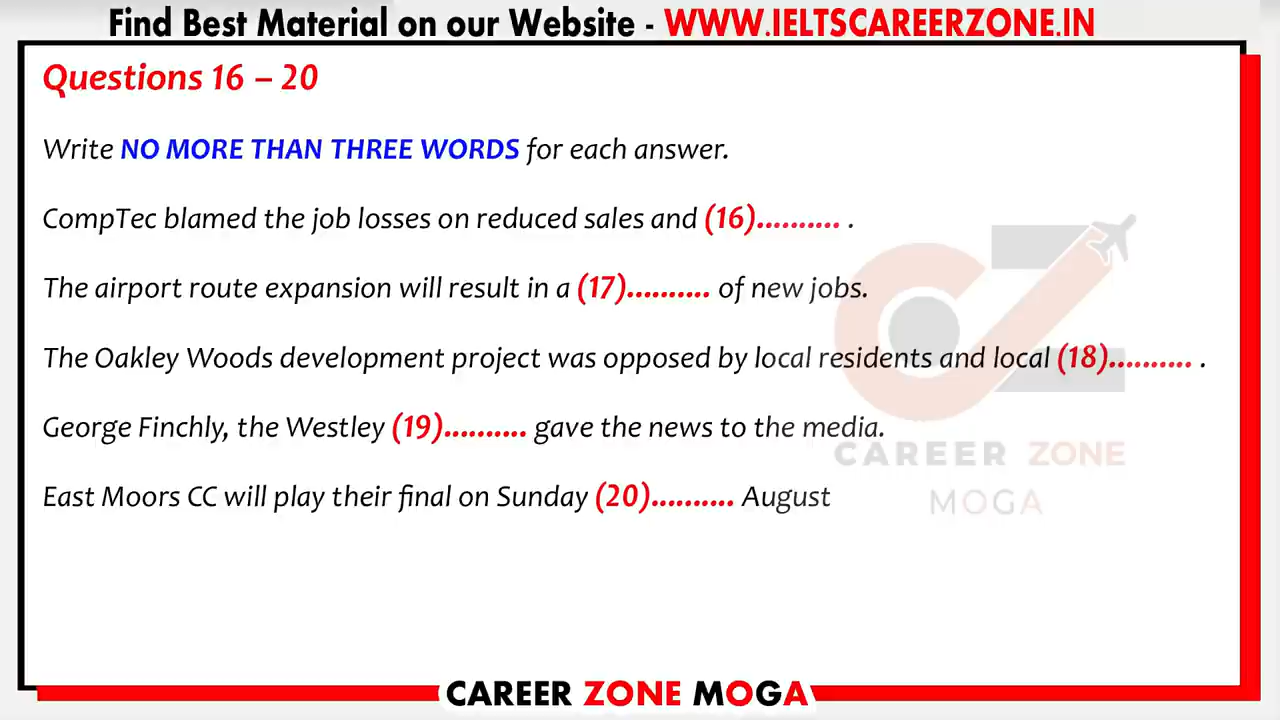 Find Best Material on our Website - WWW.IELTSCAREERZONE.IN
Questions 16 – 20
Write NO MORE THAN THREE WORDS for each answer.
CompTec blamed the job losses on reduced sales and (16).......... .
The airport route expansion will result in a (17).......... of new jobs.
The Oakley Woods development project was opposed by local residents and local (18).......... .
George Finchly, the Westley (19).......... gave the news to the media.
CAREER ZONE
East Moors CC will play their final on Sunday (20).......... August
MOGA
CAREER ZONE MOGA